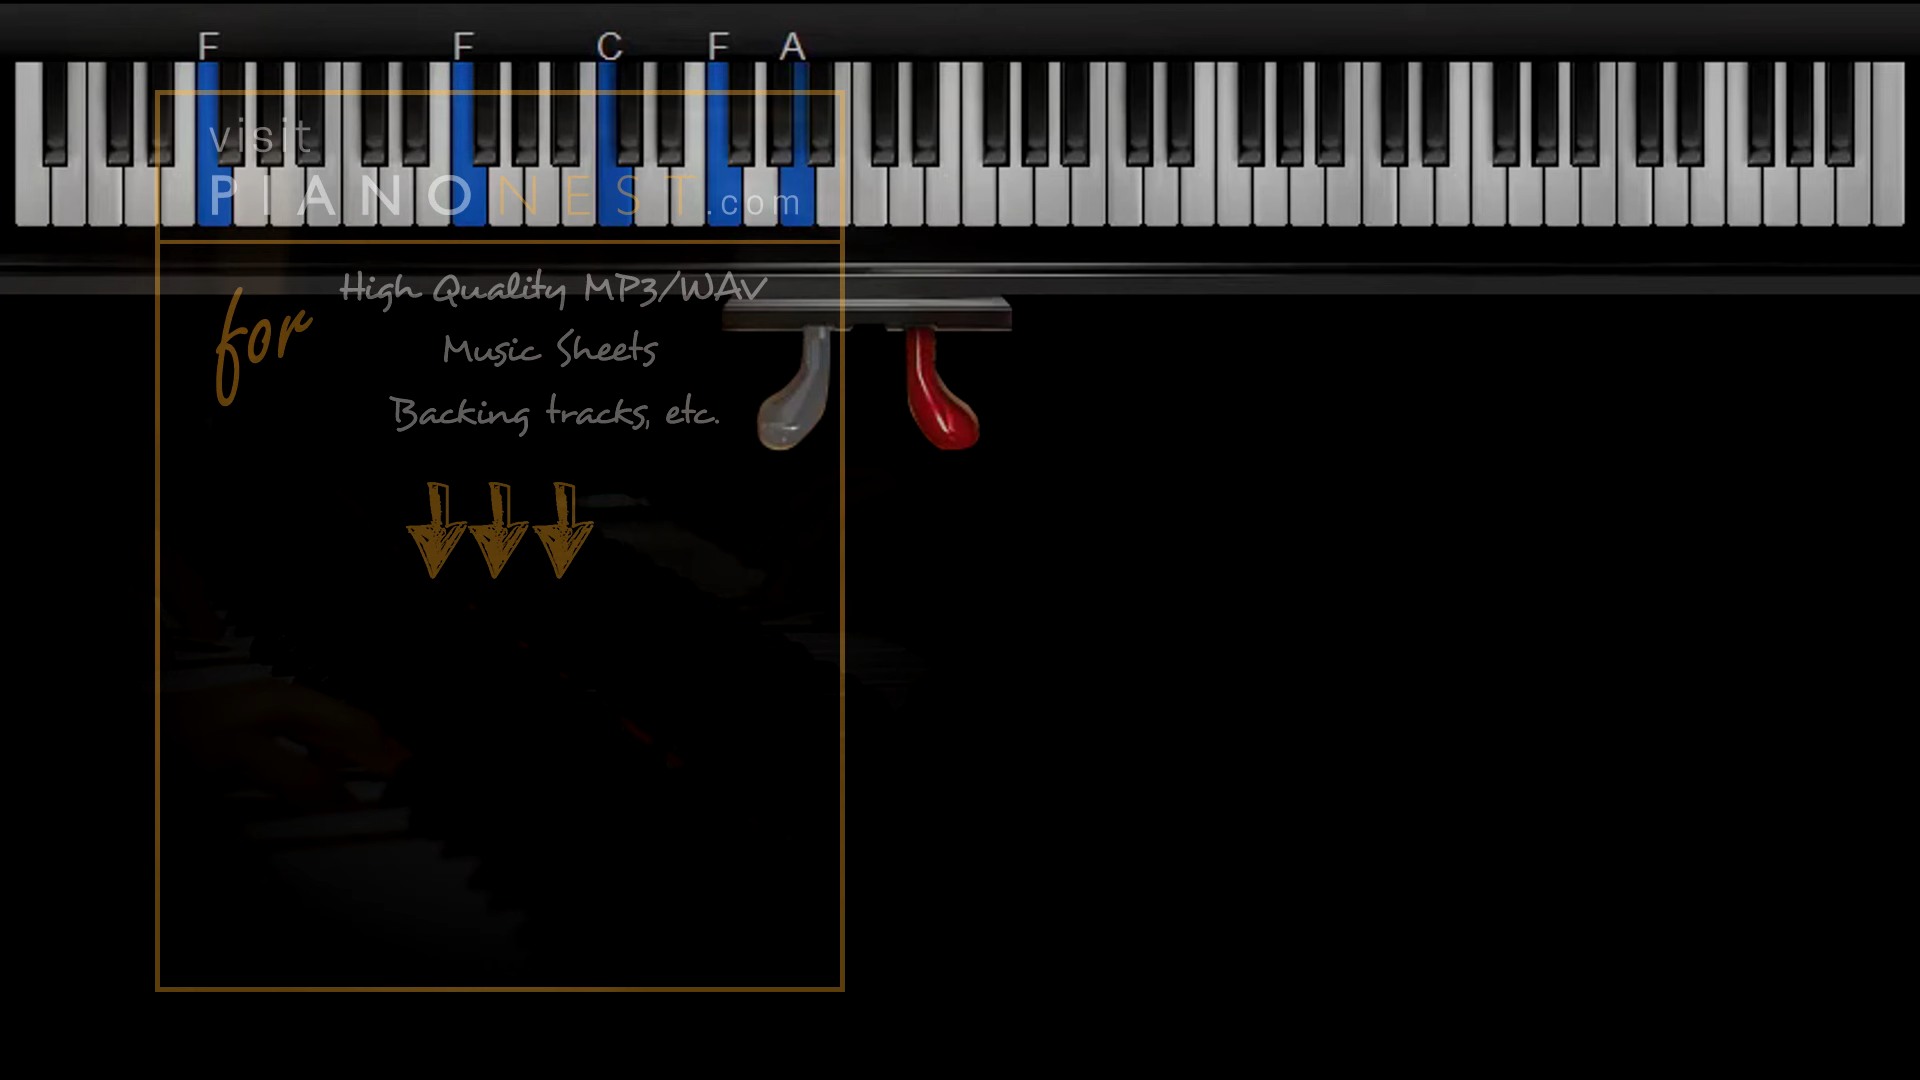 F F C F A
visit
PIANONEST.com
for
High Quality MP3/WAV
Music Sheets
Backing tracks, etc.